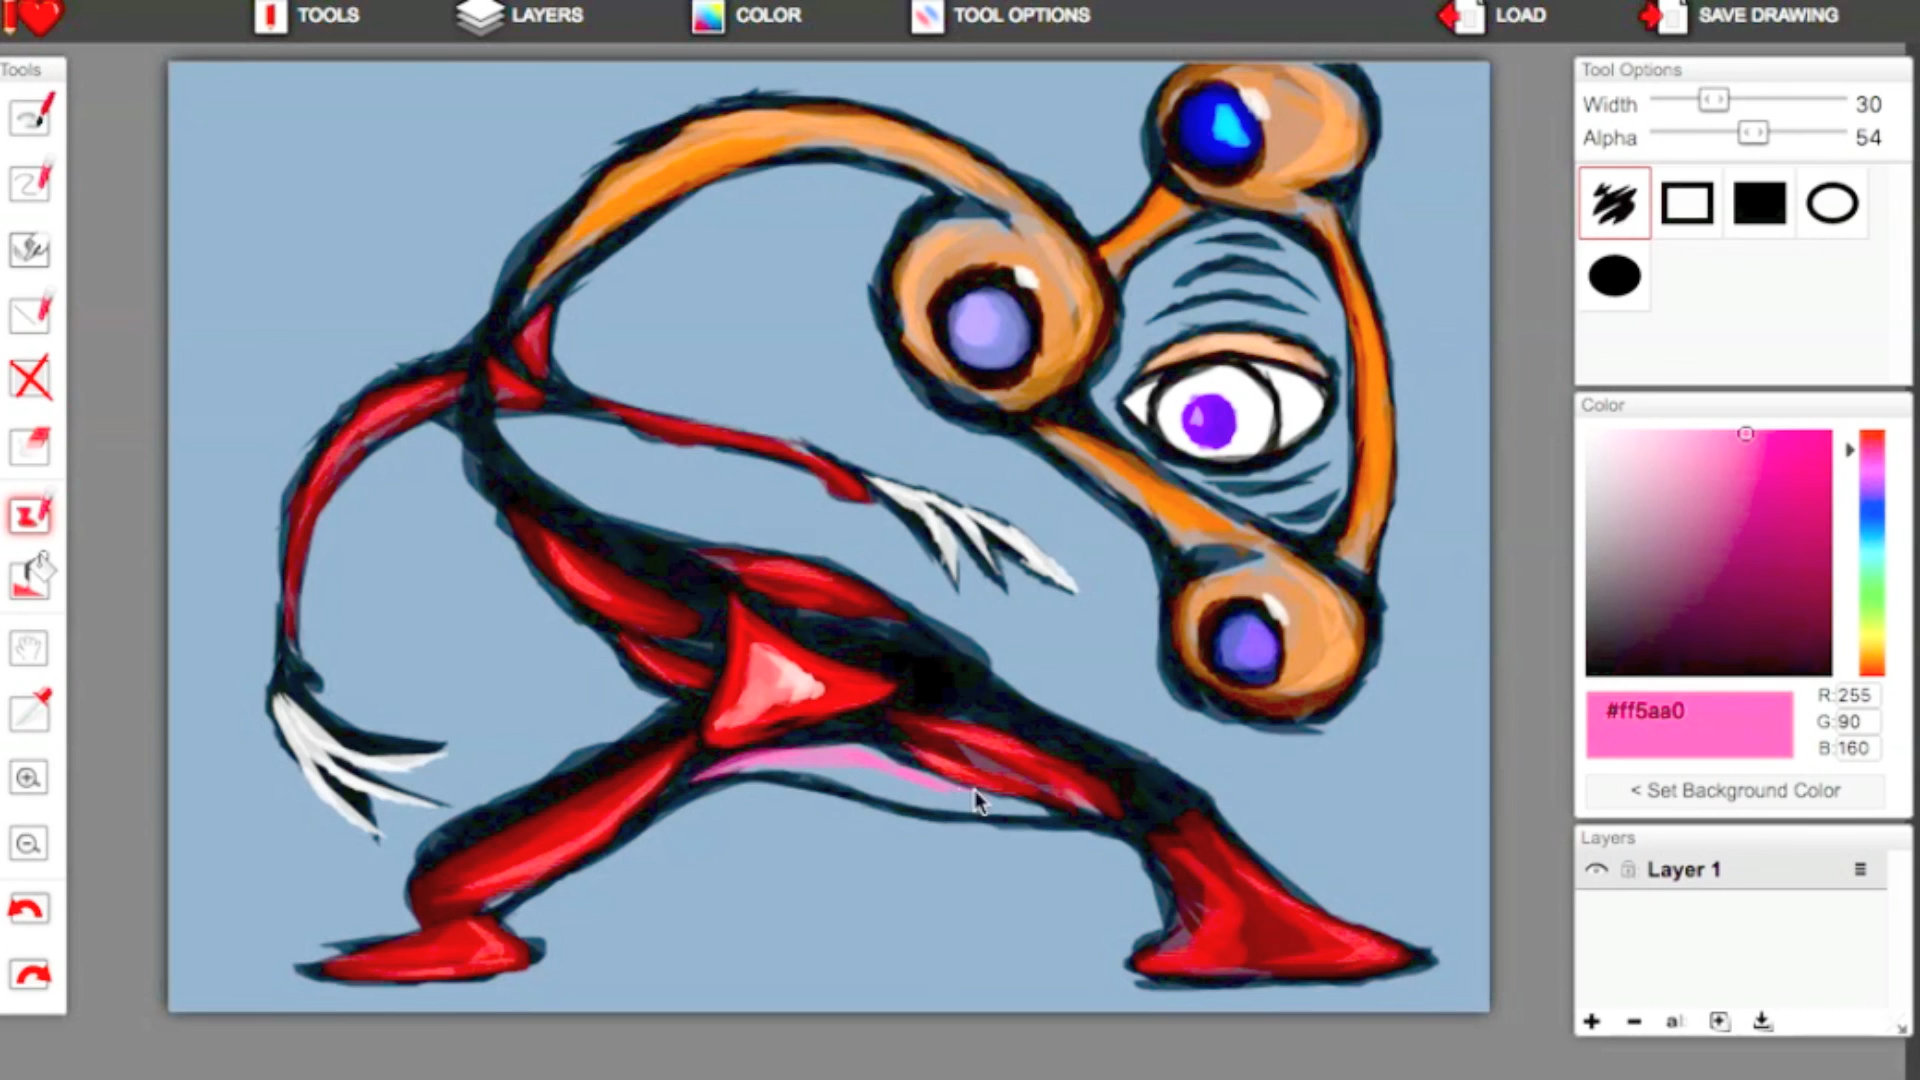 TOOLS
LAYERS
COLOR
TOOL OPTIONS
LOAD
SAVE DRAWING
Tools
Tool Options
Width 30
Alpha 54
Color
#ff5aa0
R: 255
G: 90
B: 160
< Set Background Color
Layers
Layer 1